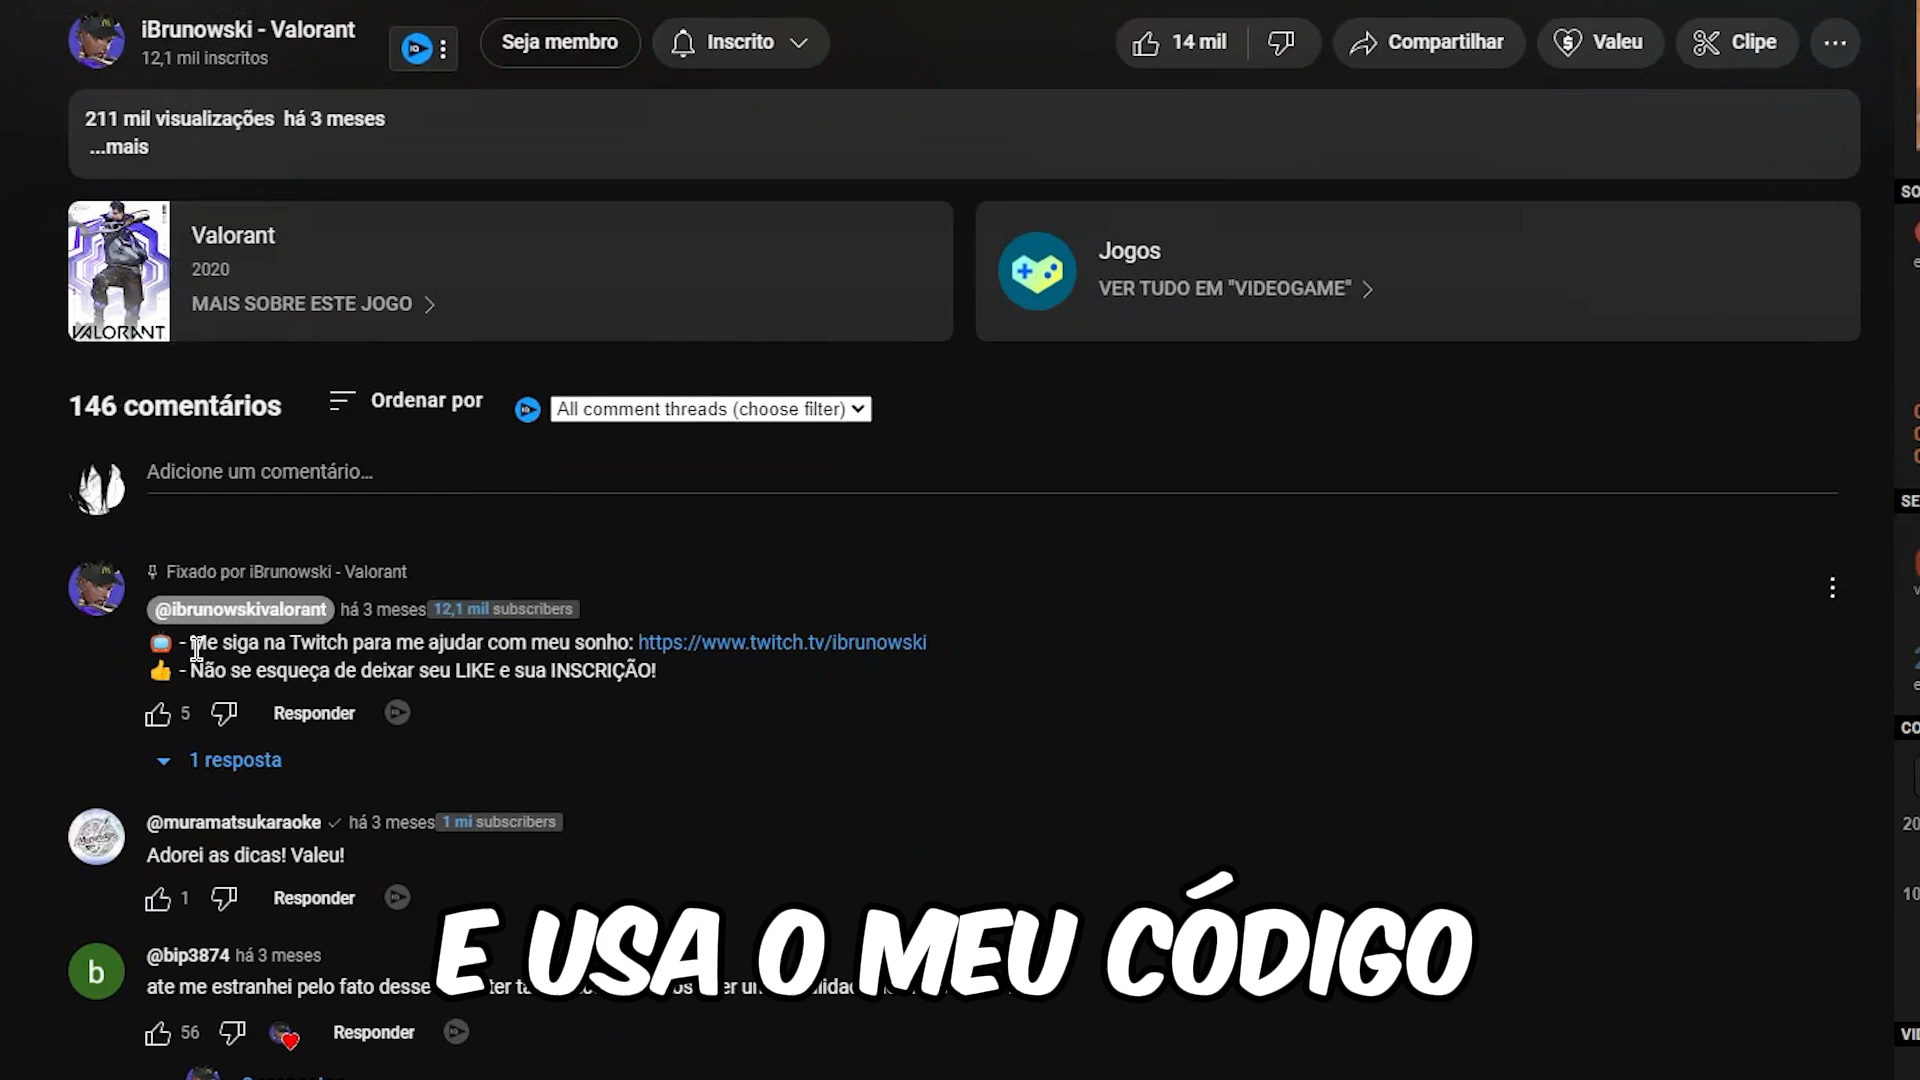 iBrunowski - Valorant
12,1 mil inscritos
Seja membro
Inscrito
14 mil
Compartilhar
Valeu
Clipe
211 mil visualizações há 3 meses
...mais
Valorant
2020
MAIS SOBRE ESTE JOGO
VALORANT
Jogos
VER TUDO EM "VIDEOGAME"
146 comentários
Ordenar por
All comment threads (choose filter)
Adicione um comentário...
Fixado por iBrunowski - Valorant
@ibrunowskivalorant há 3 meses 12,1 mil subscribers
- Me siga na Twitch para me ajudar com meu sonho: https://www.twitch.tv/ibrunowski
- Não se esqueça de deixar seu LIKE e sua INSCRIÇÃO!
5
Responder
1 resposta
@muramatsukaraoke há 3 meses 1 mi subscribers
Adorei as dicas! Valeu!
1
Responder
b
@bip3874 há 3 meses
ate me estranhei pelo fato desse
56
Responder
E USA O MEU CÓDIGO